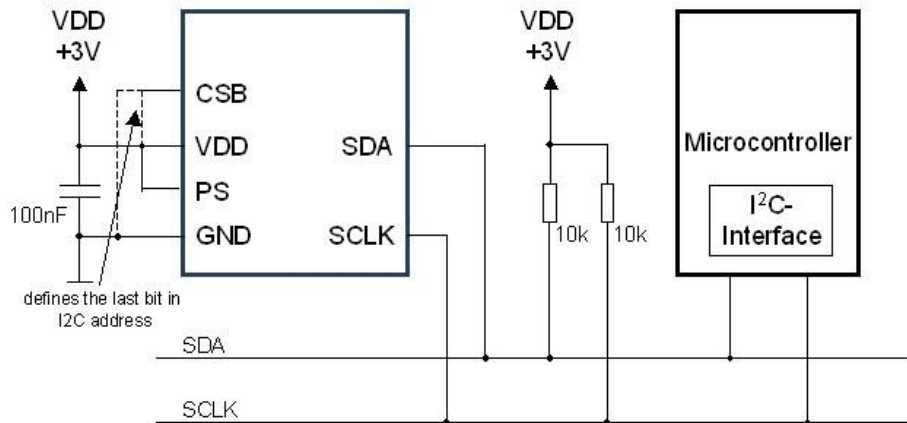 VDD
+3V
CSB
VDD
PS
GND
SDA
SCLK
100nF
defines the last bit in
I2C address
VDD
+3V
10k
10k
Microcontroller
I²C-
Interface
SDA
SCLK